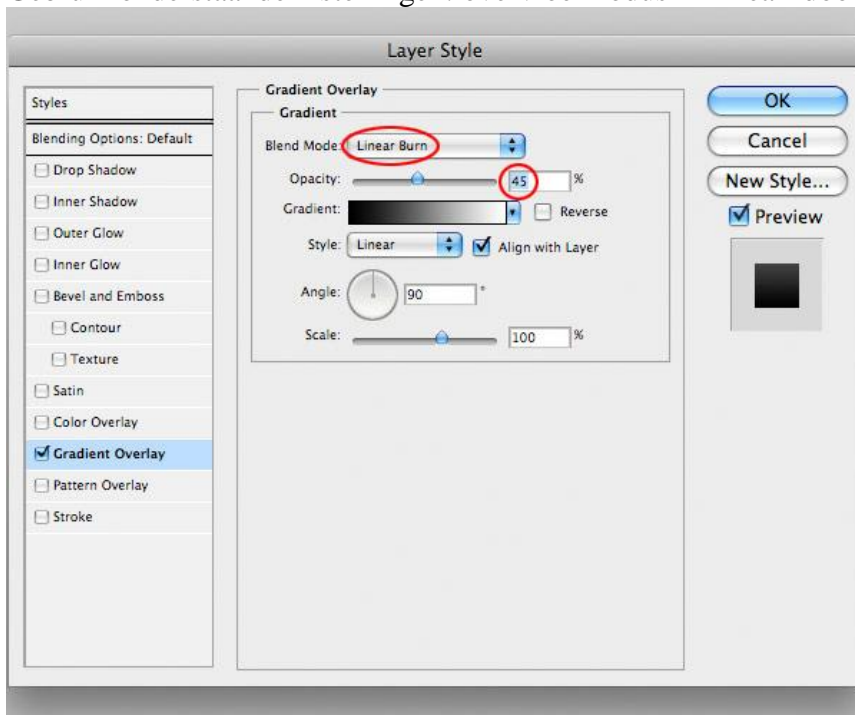 Layer Style
Styles
Blending Options: Default
Drop Shadow
Inner Shadow
Outer Glow
Inner Glow
Bevel and Emboss
Contour
Texture
Satin
Color Overlay
Gradient Overlay
Pattern Overlay
Stroke
Gradient Overlay
Gradient
Blend Mode: Linear Burn
Opacity: 45 %
Gradient: Reverse
Style: Linear Align with Layer
Angle: 90 °
Scale: 100 %
OK
Cancel
New Style...
Preview